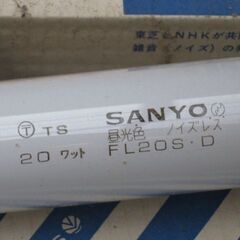 東芝とNHKが共
雑音(ノイズ)の
Ⓣ TS SANYO
昼光色 ノイズレス
20 ワット FL20S・D